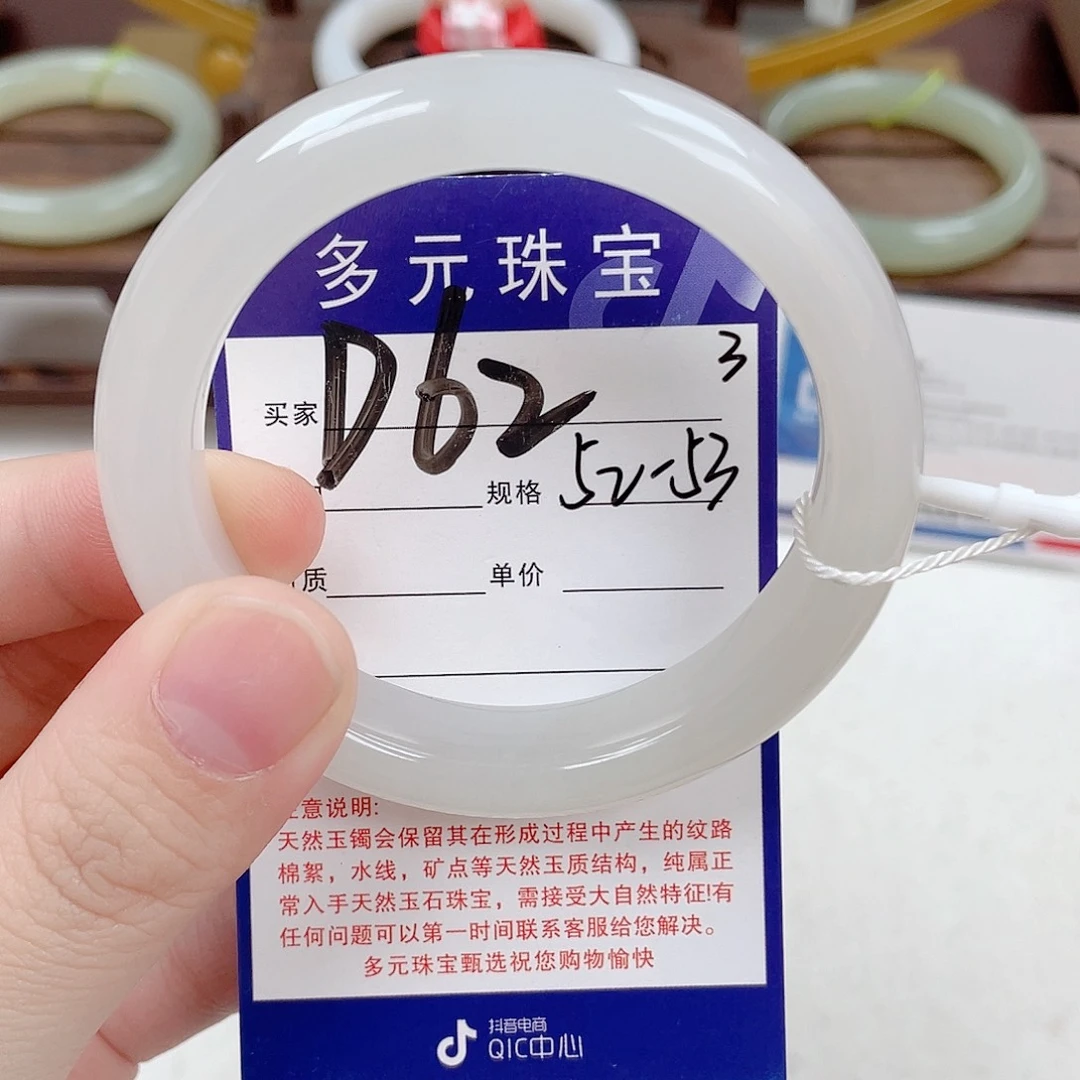 多元珠宝
3
买家 D62
规格 52-53
质 单价
意说明:
天然玉镯会保留其在形成过程中产生的纹路
棉絮，水线，矿点等天然玉质结构，纯属正
常入手天然玉石珠宝，需接受大自然特征!有
任何问题可以第一时间联系客服给您解决。
多元珠宝甄选祝您购物愉快
抖音电商
QIC中心